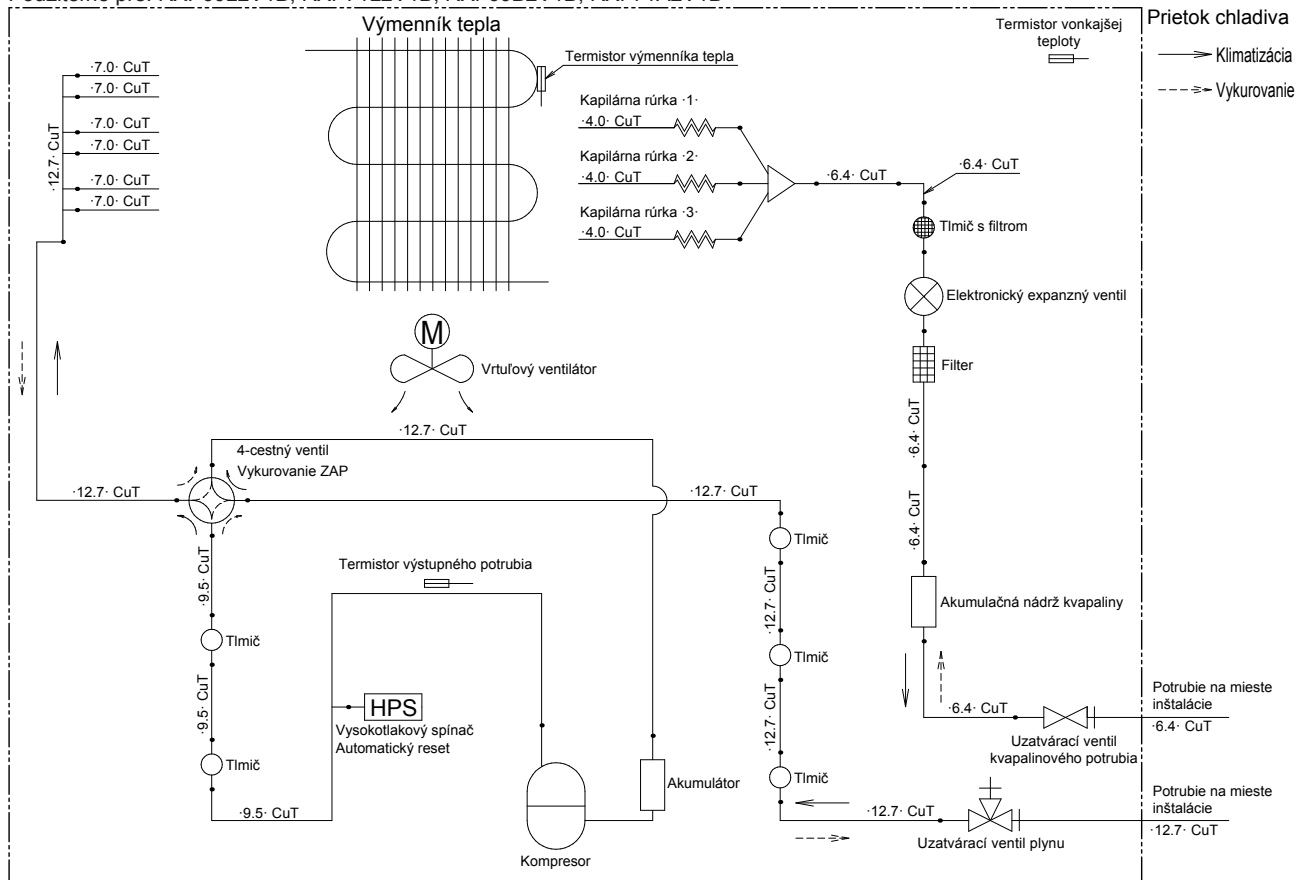 Výmenník tepla
Termistor vonkajšej
teploty
Prietok chladiva
Klimatizácia
Vykurovanie
Termistor výmenníka tepla
·7.0· CuT
·7.0· CuT
·7.0· CuT
·7.0· CuT
·7.0· CuT
·7.0· CuT
·12.7· CuT
Kapilárna rúrka ·1·
·4.0· CuT
Kapilárna rúrka ·2·
·4.0· CuT
Kapilárna rúrka ·3·
·4.0· CuT
·6.4· CuT
·6.4· CuT
Tlmič s filtrom
Elektronický expanzný ventil
Filter
M
Vrtuľový ventilátor
·12.7· CuT
4-cestný ventil
Vykurovanie ZAP
·12.7· CuT
·12.7· CuT
·6.4· CuT
·6.4· CuT
Tlmič
·9.5· CuT
Termistor výstupného potrubia
·12.7· CuT
Akumulačná nádrž kvapaliny
Tlmič
Tlmič
·9.5· CuT
HPS
Vysokotlakový spínač
Automatický reset
·12.7· CuT
·6.4· CuT
Potrubie na mieste
inštalácie
·6.4· CuT
Uzatvárací ventil
kvapalinového potrubia
Tlmič
Tlmič
Akumulátor
·9.5· CuT
Kompresor
·12.7· CuT
Uzatvárací ventil plynu
Potrubie na mieste
inštalácie
·12.7· CuT